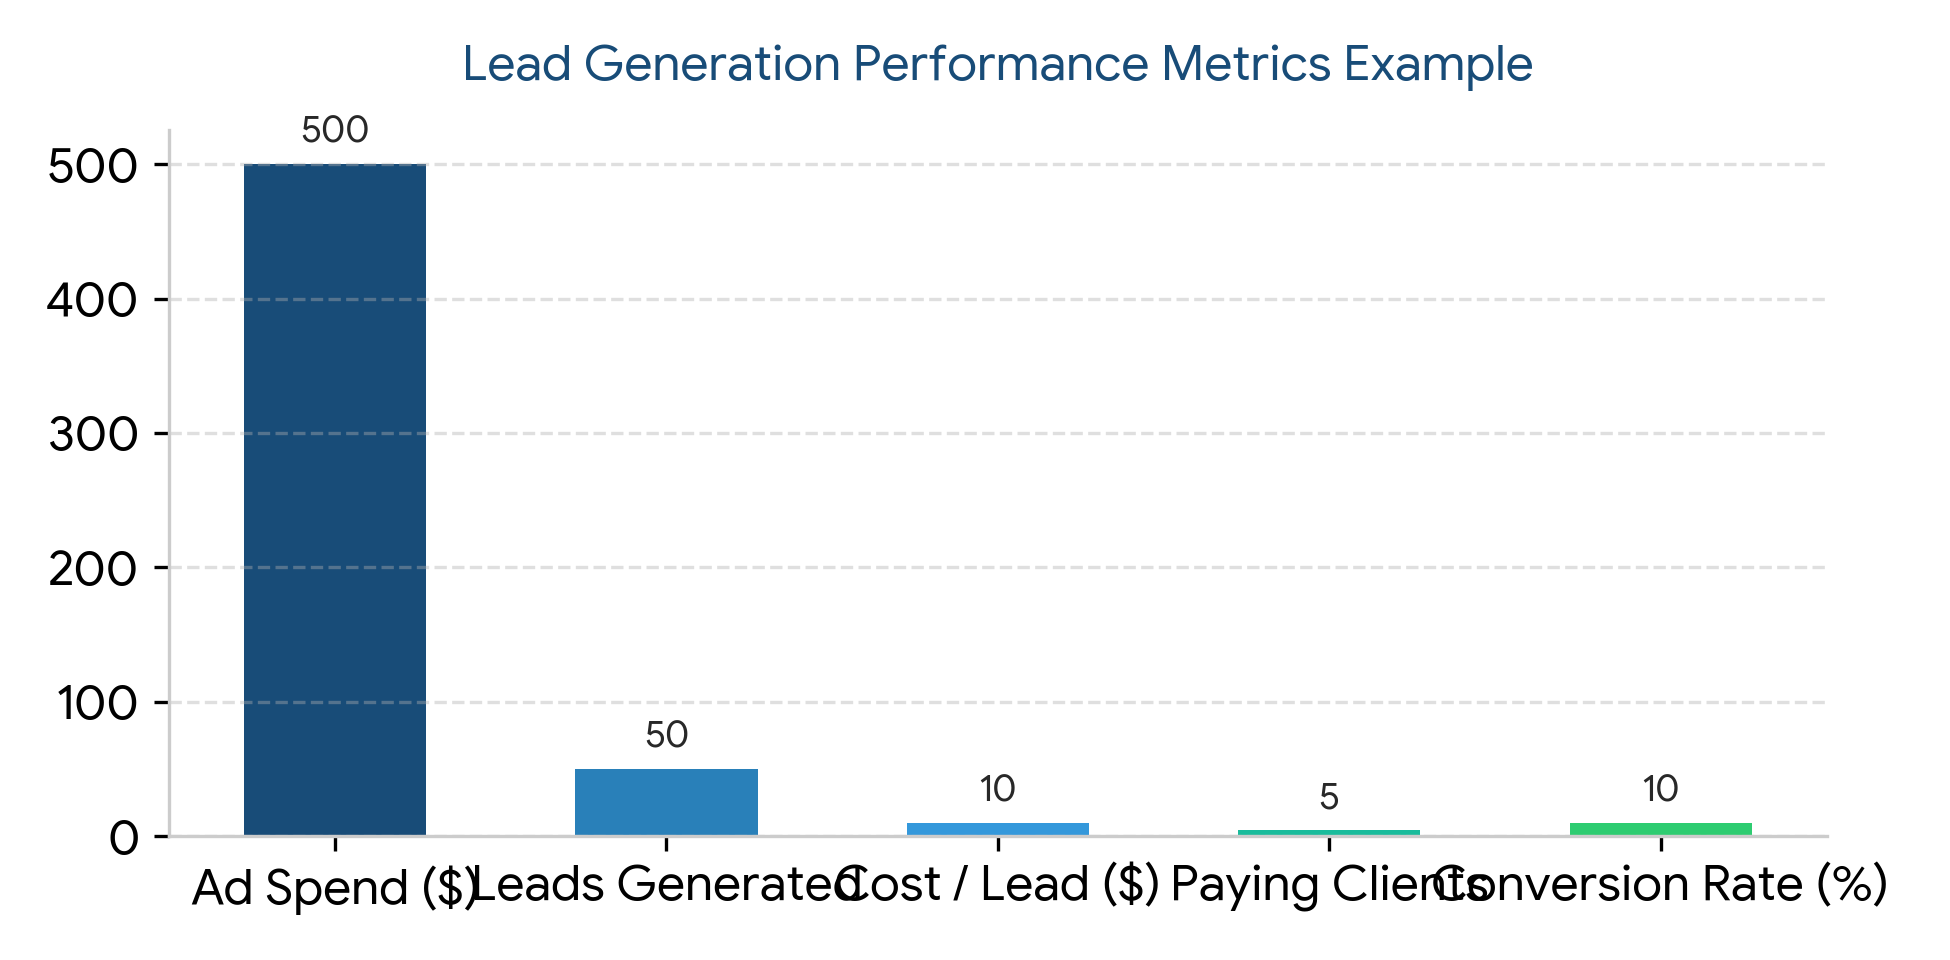 Lead Generation Performance Metrics Example
500
500
400
300
200
100
0
50
10
5
10
Ad Spend ($)
Leads Generated
Cost / Lead ($)
Paying Clients
Conversion Rate (%)